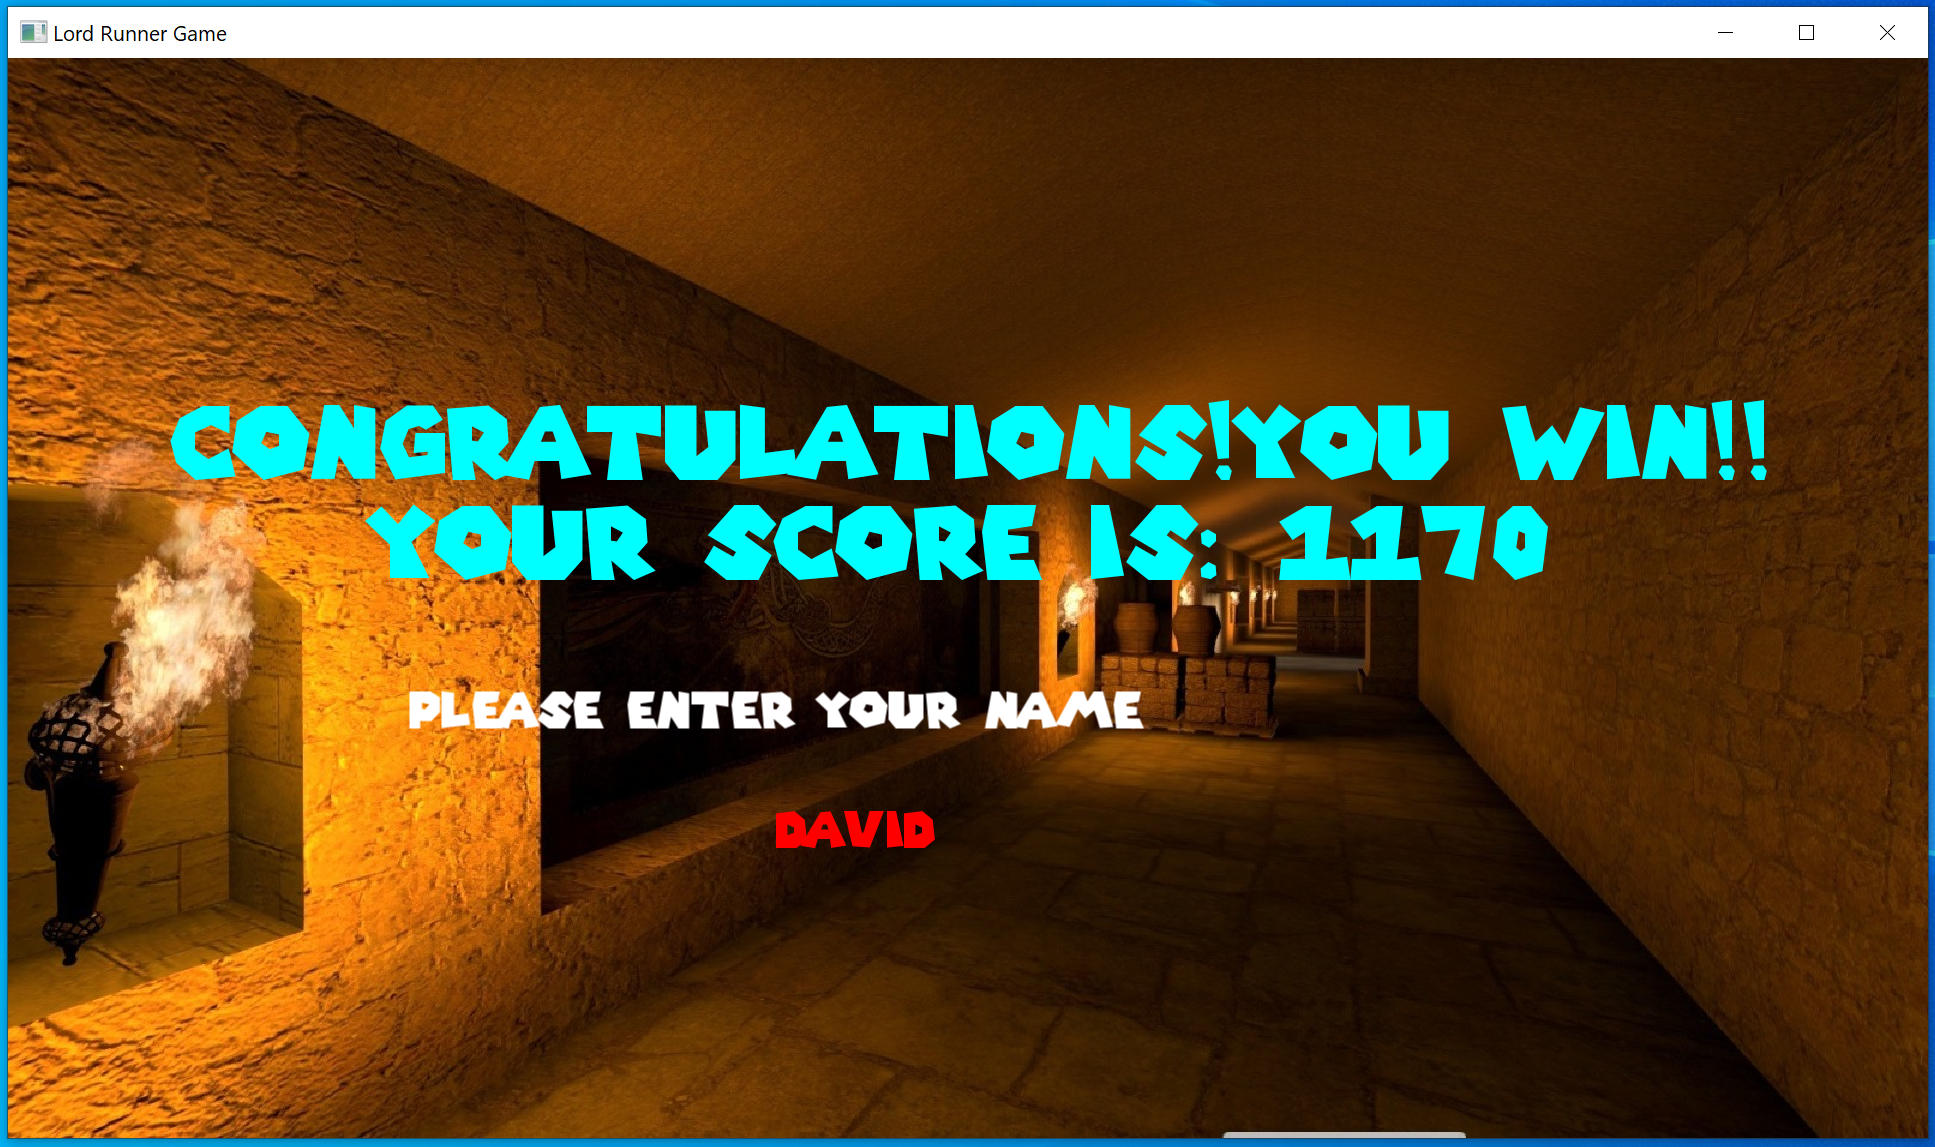 Lord Runner Game
CONGRATULATIONS!YOU WIN!!
YOUR SCORE IS: 1170
PLEASE ENTER YOUR NAME
DAVID